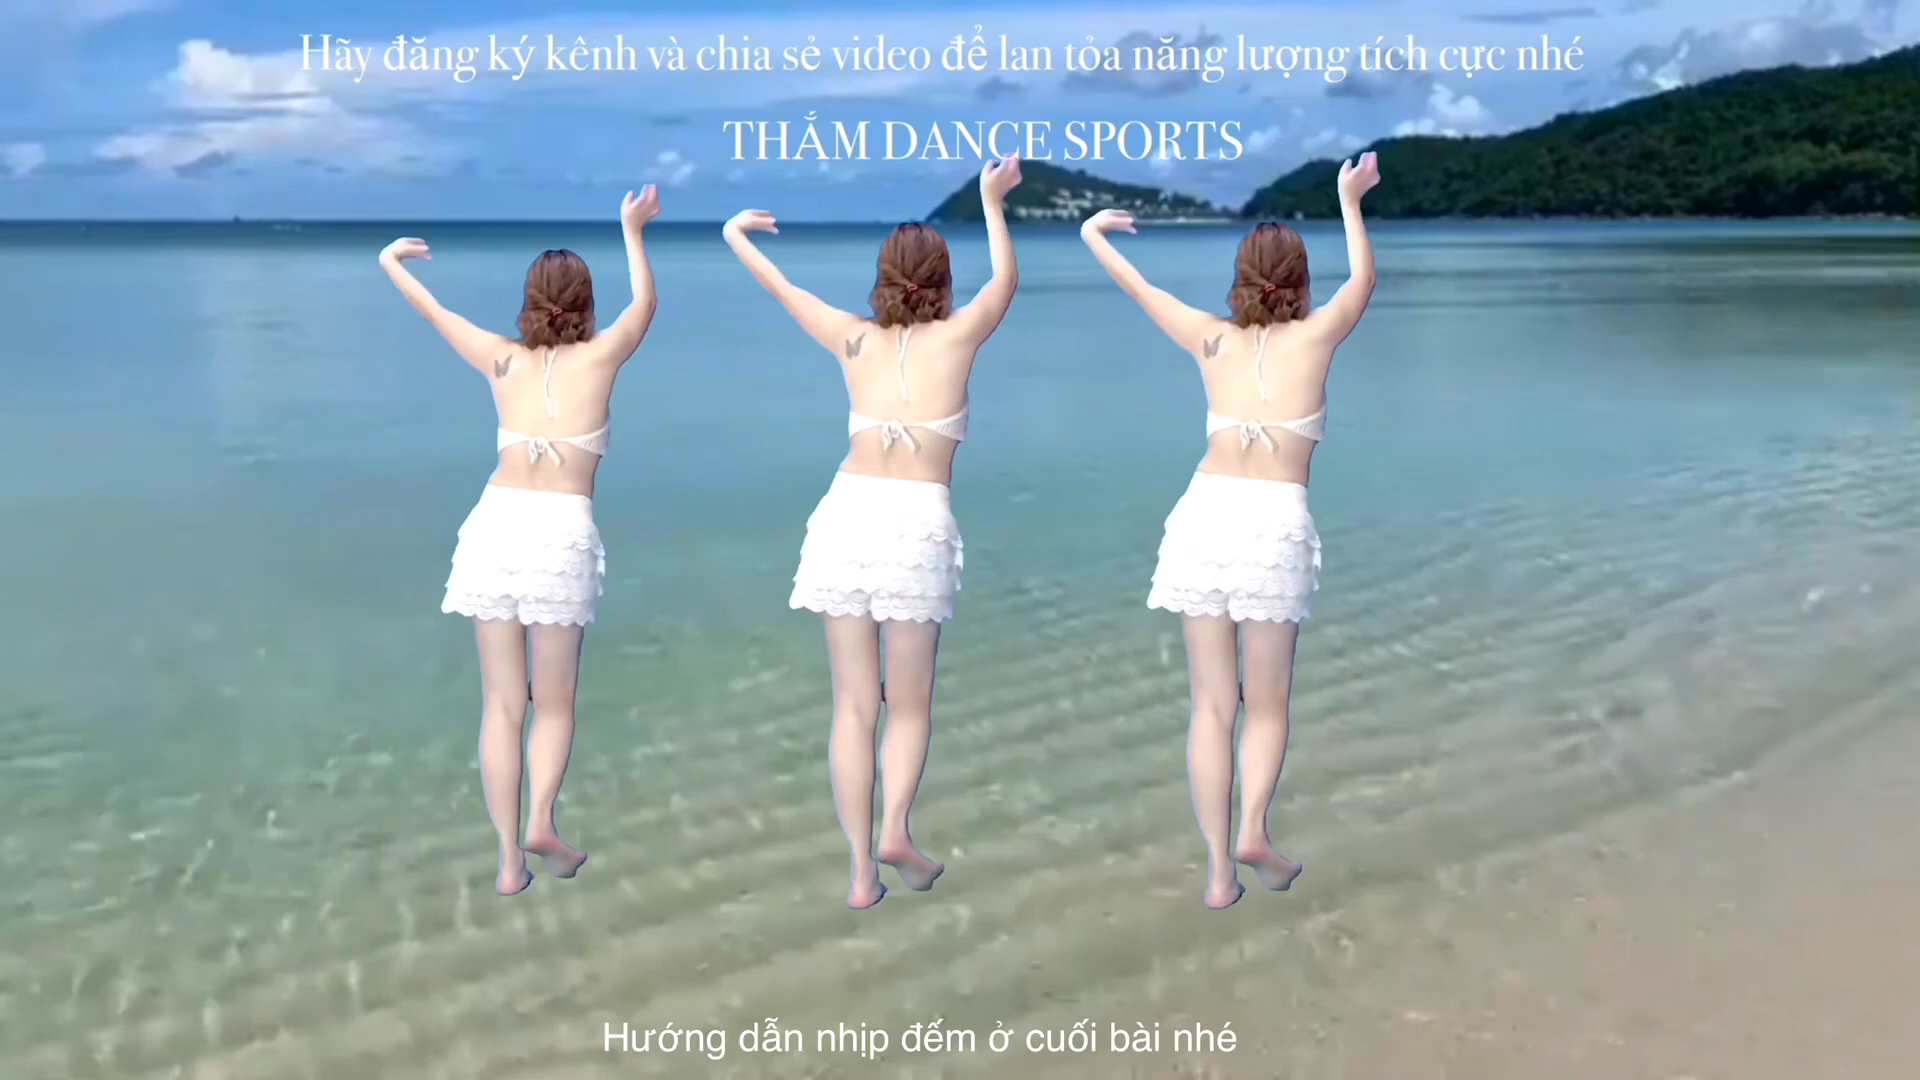 Hãy đăng ký kênh và chia sẻ video để lan tỏa năng lượng tích cực nhé
THẮM DANCE SPORTS
Hướng dẫn nhịp đếm ở cuối bài nhé